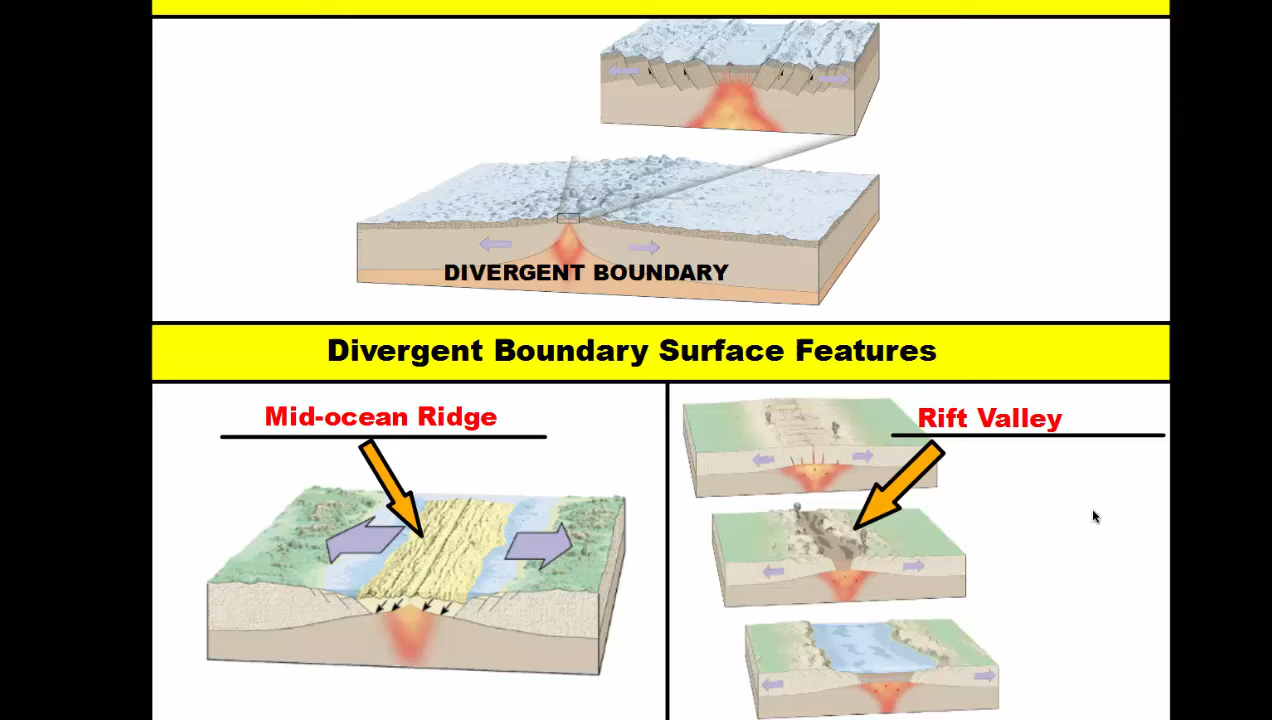 DIVERGENT BOUNDARY
Divergent Boundary Surface Features
Mid-ocean Ridge
Rift Valley